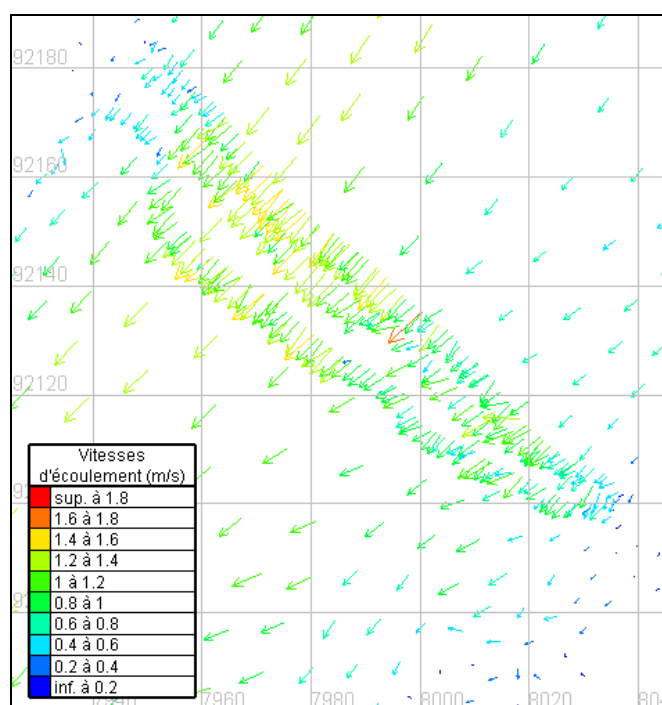 92180
92160
92140
92120
Vitesses
d'écoulement (m/s)
sup. à 1.8
1.6 à 1.8
1.4 à 1.6
1.2 à 1.4
1 à 1.2
0.8 à 1
0.6 à 0.8
0.4 à 0.6
0.2 à 0.4
inf. à 0.2
7940
7960
7980
8000
8020
804